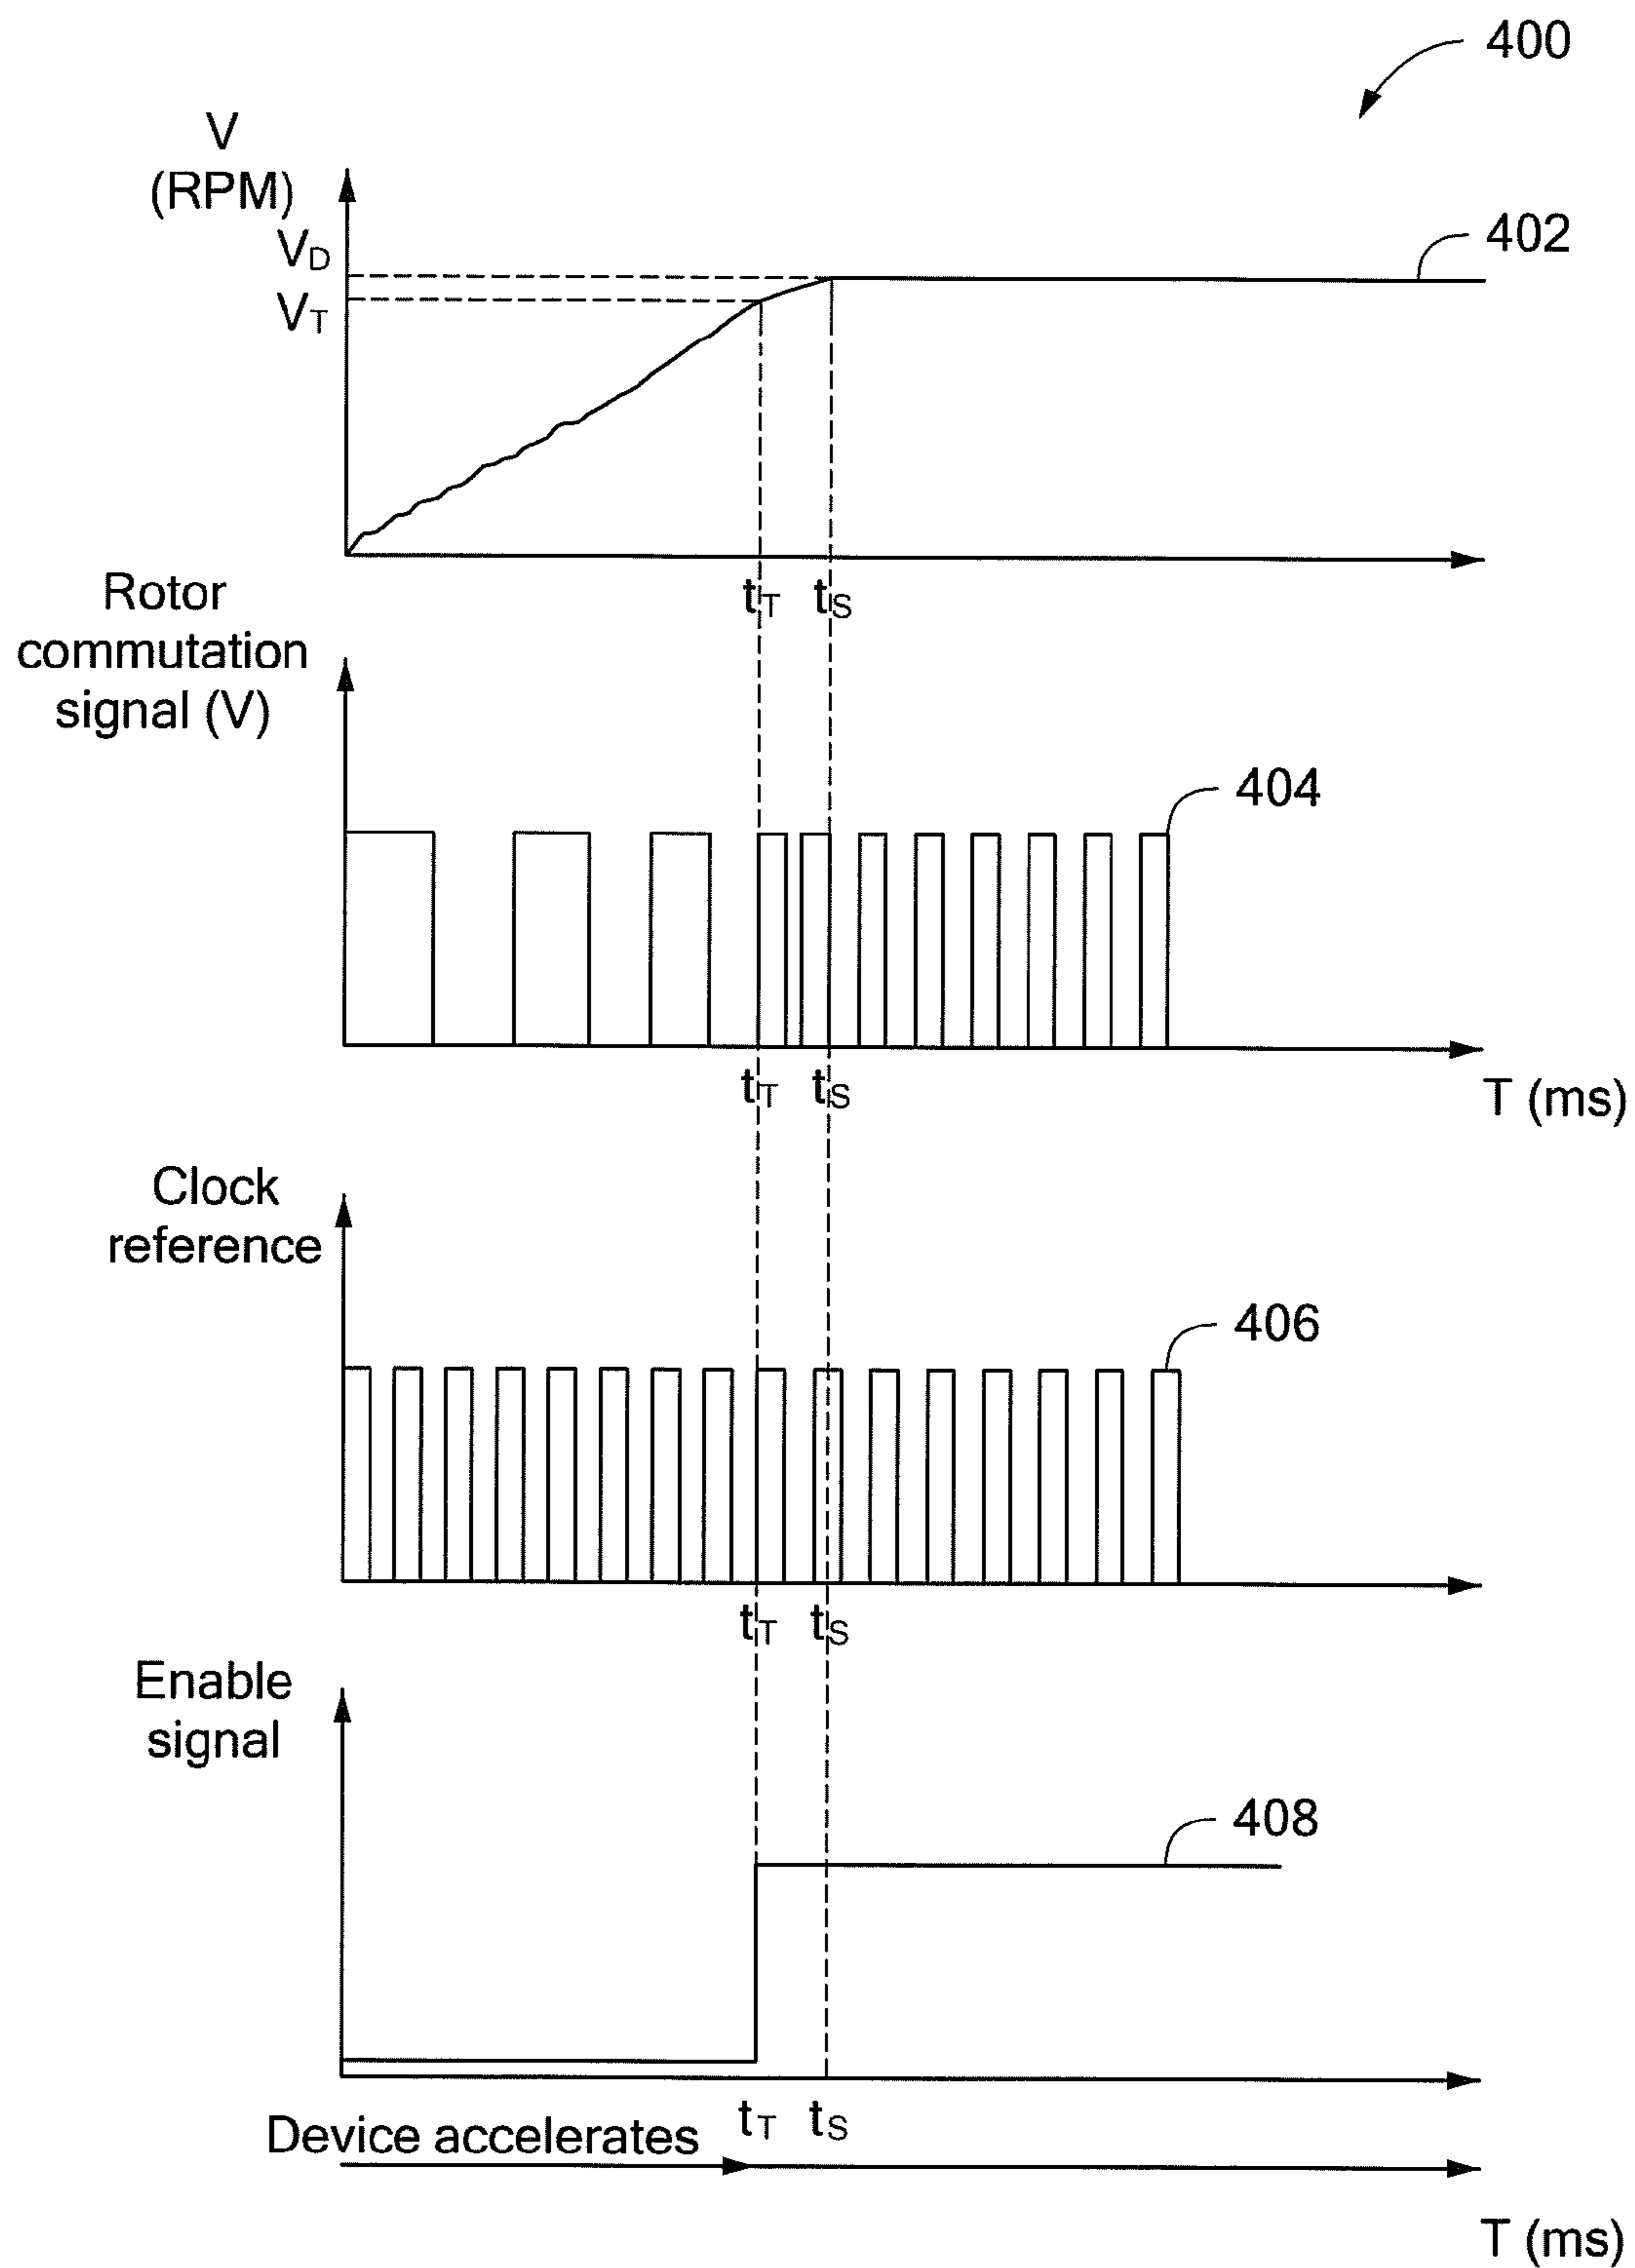 400
V
(RPM)
V_D
402
V_T
t_T t_S
Rotor
commutation
signal (V)
404
t_T t_S
T (ms)
Clock
reference
406
t_T t_S
Enable
signal
408
t_T t_S
Device accelerates
T (ms)